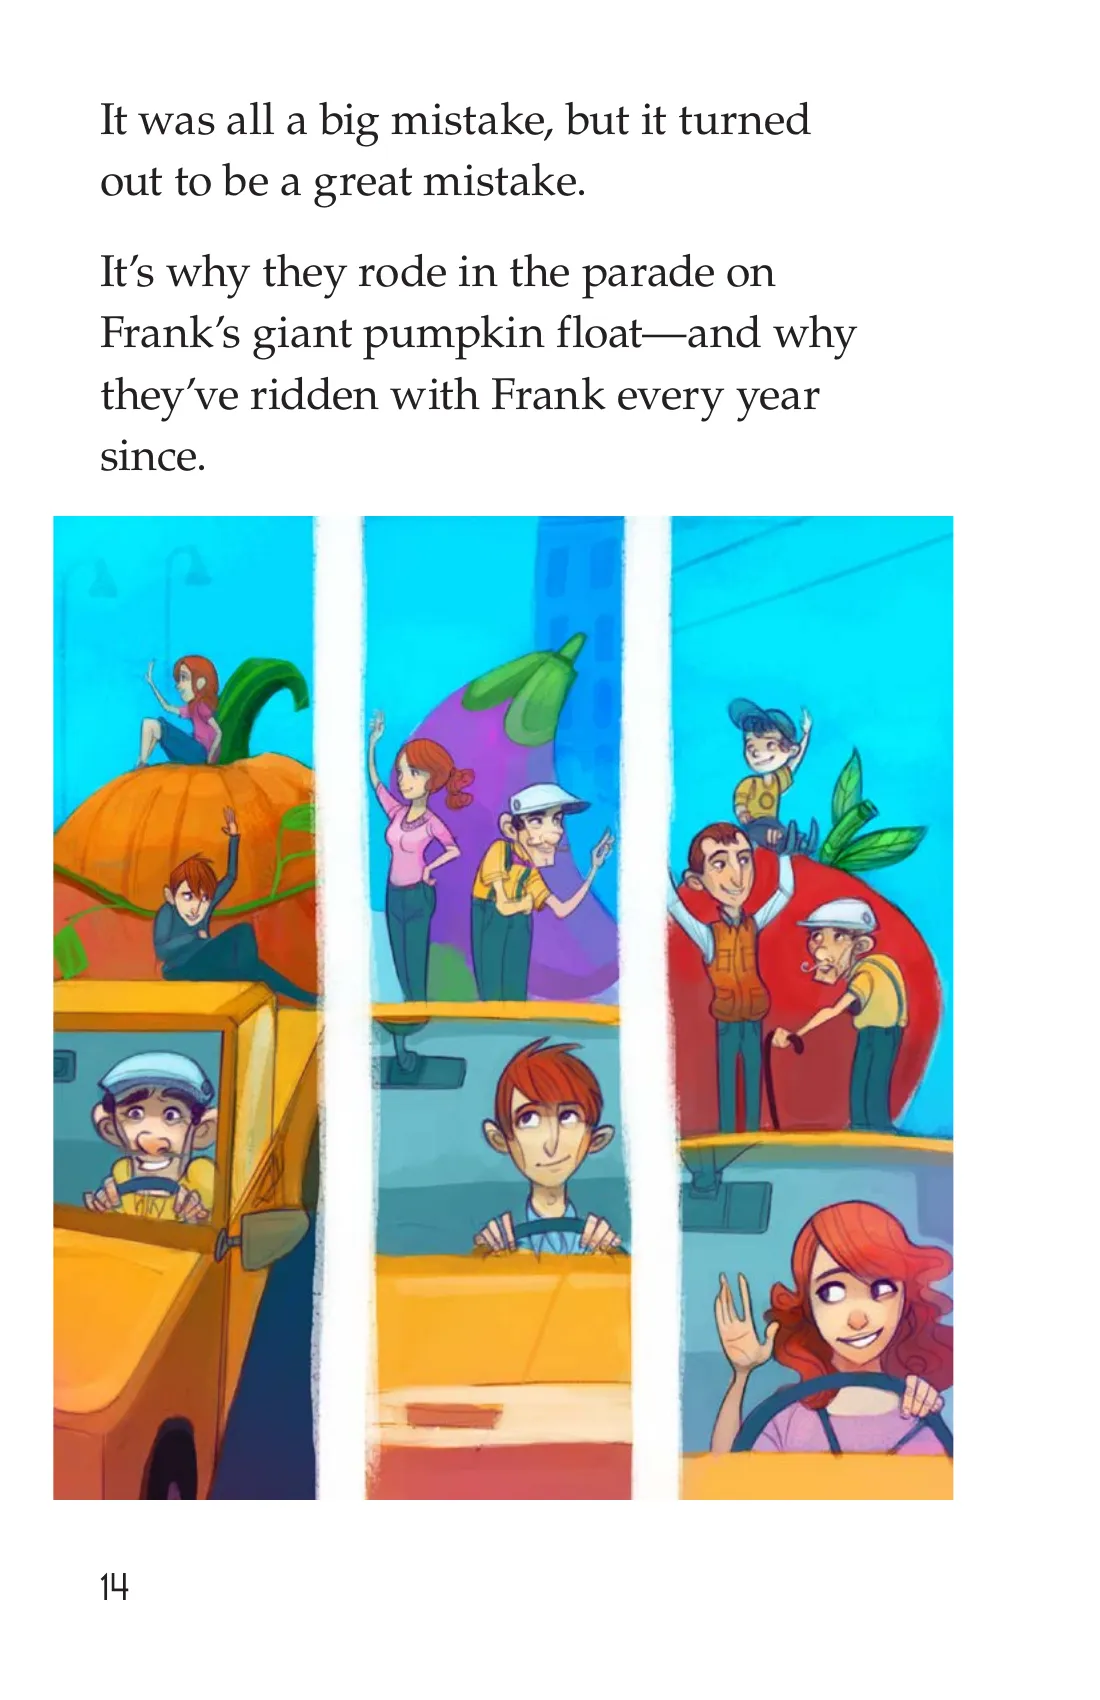 It was all a big mistake, but it turned
out to be a great mistake.
It’s why they rode in the parade on
Frank’s giant pumpkin float—and why
they’ve ridden with Frank every year
since.
14